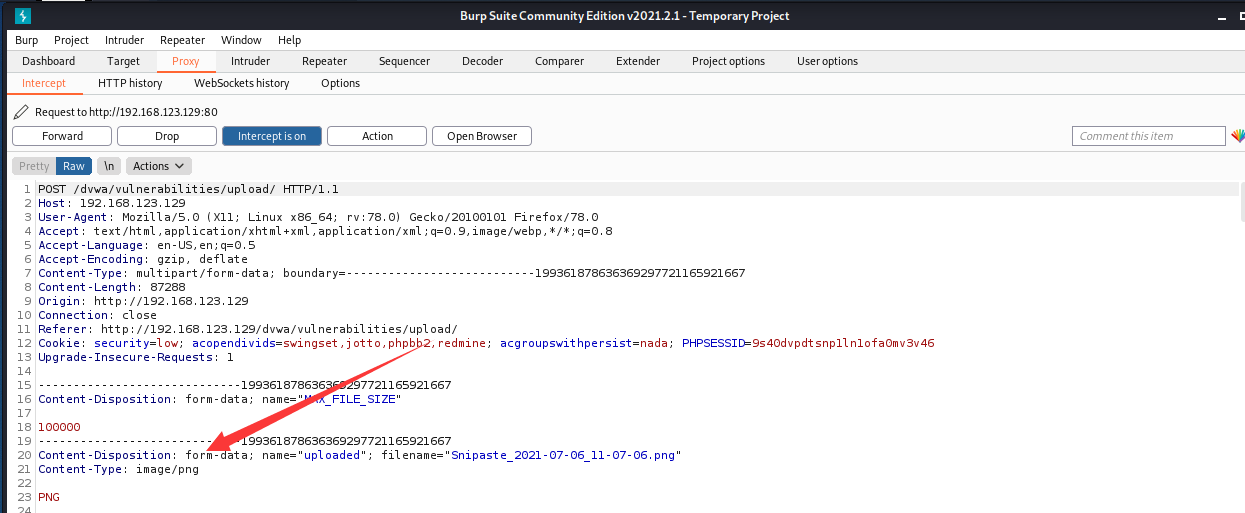 Burp Suite Community Edition v2021.2.1 - Temporary Project
Burp Project Intruder Repeater Window Help
Dashboard Target Proxy Intruder Repeater Sequencer Decoder Comparer Extender Project options User options
Intercept HTTP history WebSockets history Options
Request to http://192.168.123.129:80
Forward Drop Intercept is on Action Open Browser Comment this item
Pretty Raw \n Actions
1 POST /dvwa/vulnerabilities/upload/ HTTP/1.1
2 Host: 192.168.123.129
3 User-Agent: Mozilla/5.0 (X11; Linux x86_64; rv:78.0) Gecko/20100101 Firefox/78.0
4 Accept: text/html,application/xhtml+xml,application/xml;q=0.9,image/webp,*/*;q=0.8
5 Accept-Language: en-US,en;q=0.5
6 Accept-Encoding: gzip, deflate
7 Content-Type: multipart/form-data; boundary=---------------------------1993618786363692977211​65921667
8 Content-Length: 87288
9 Origin: http://192.168.123.129
10 Connection: close
11 Referer: http://192.168.123.129/dvwa/vulnerabilities/upload/
12 Cookie: security=low; acopendivids=swingset,jotto,phpbb2,redmine; acgroupswithpersist=nada; PHPSESSID=9s40dvpdtsnp1ln1ofa0mv3v46
13 Upgrade-Insecure-Requests: 1
14
15 -----------------------------199361878636369297721165921667
16 Content-Disposition: form-data; name="MAX_FILE_SIZE"
17
18 100000
19 -----------------------------199361878636369297721165921667
20 Content-Disposition: form-data; name="uploaded"; filename="Snipaste_2021-07-06_11-07-06.png"
21 Content-Type: image/png
22
23 PNG
24